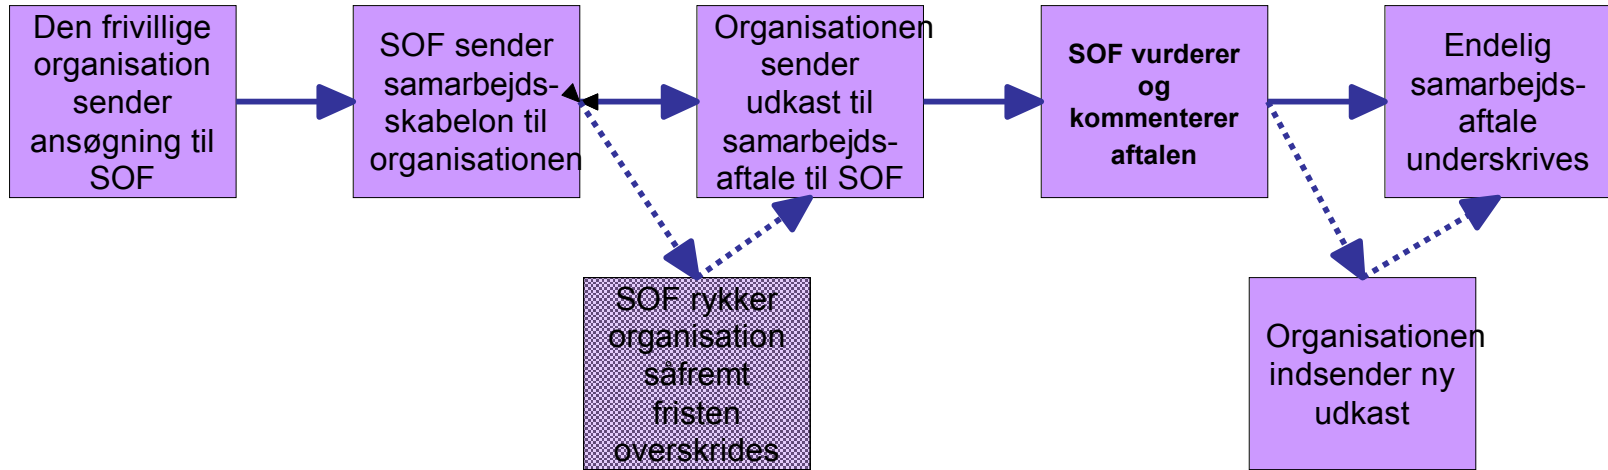 Den frivillige
organisation
sender
ansøgning til
SOF
SOF sender
samarbejds-
skabelon til
organisationen
Organisationen
sender
udkast til
samarbejds-
aftale til SOF
SOF vurderer
og
kommenterer
aftalen
Endelig
samarbejds-
aftale
underskrives
SOF rykker
organisation
såfremt
fristen
overskrides
Organisationen
indsender ny
udkast